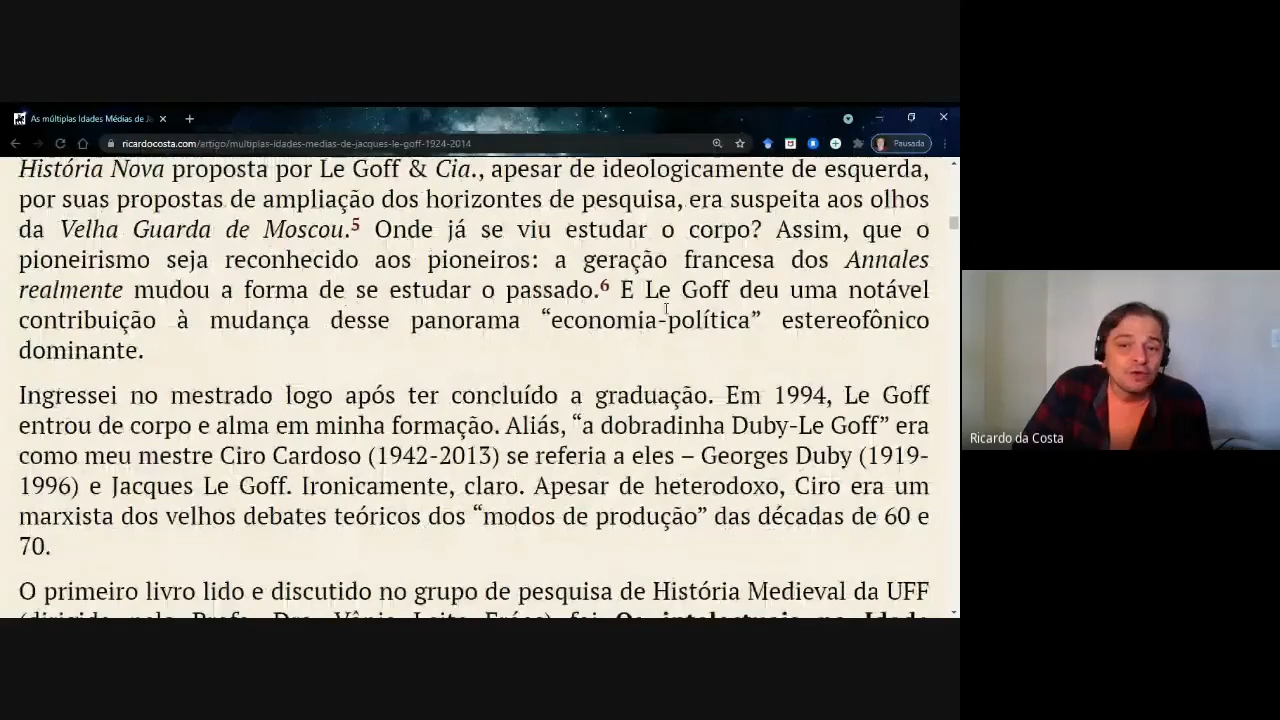 As múltiplas Idades Médias de J
ricardocosta.com/artigo/multiplas-idades-medias-de-jacques-le-goff-1924-2014
Pausada
História Nova proposta por Le Goff & Cia., apesar de ideologicamente de esquerda,
por suas propostas de ampliação dos horizontes de pesquisa, era suspeita aos olhos
da Velha Guarda de Moscou.5 Onde já se viu estudar o corpo? Assim, que o
pioneirismo seja reconhecido aos pioneiros: a geração francesa dos Annales
realmente mudou a forma de se estudar o passado.6 E Le Goff deu uma notável
contribuição à mudança desse panorama “economia-política” estereofônico
dominante.
Ingressei no mestrado logo após ter concluído a graduação. Em 1994, Le Goff
entrou de corpo e alma em minha formação. Aliás, “a dobradinha Duby-Le Goff” era
como meu mestre Ciro Cardoso (1942-2013) se referia a eles – Georges Duby (1919-
1996) e Jacques Le Goff. Ironicamente, claro. Apesar de heterodoxo, Ciro era um
marxista dos velhos debates teóricos dos “modos de produção” das décadas de 60 e
70.
O primeiro livro lido e discutido no grupo de pesquisa de História Medieval da UFF
Ricardo da Costa